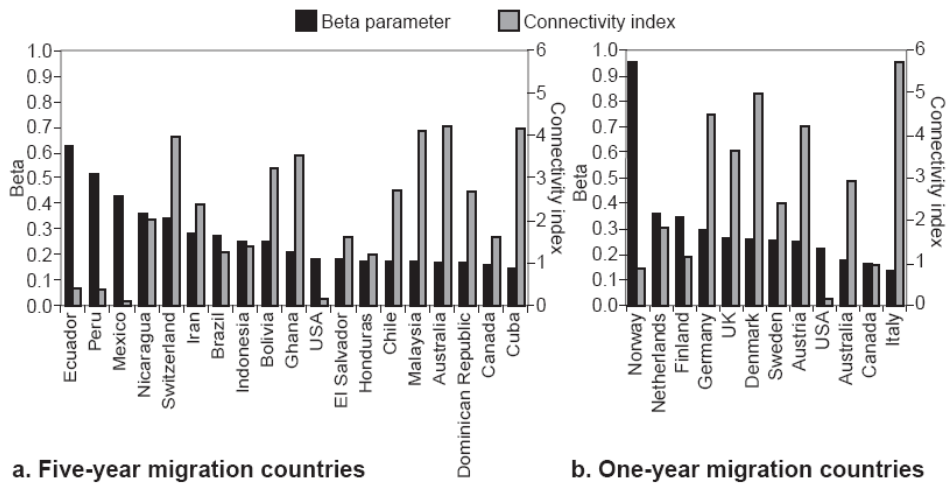 Beta parameter Connectivity index
1.0
0.9
0.8
0.7
0.6
0.5
0.4
0.3
0.2
0.1
0.0
Beta
6
5
4
3
2
1
0
Connectivity index
Ecuador
Peru
Mexico
Nicaragua
Switzerland
Iran
Brazil
Indonesia
Bolivia
Ghana
USA
El Salvador
Honduras
Chile
Malaysia
Australia
Dominican Republic
Canada
Cuba
a. Five-year migration countries
1.0
0.9
0.8
0.7
0.6
0.5
0.4
0.3
0.2
0.1
0.0
Beta
6
5
4
3
2
1
0
Connectivity index
Norway
Netherlands
Finland
Germany
UK
Denmark
Sweden
Austria
USA
Australia
Canada
Italy
b. One-year migration countries